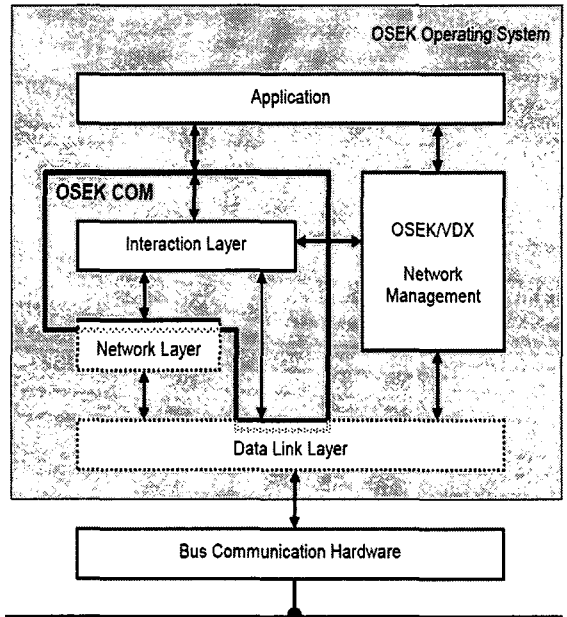 OSEK Operating System
Application
OSEK COM
Interaction Layer
OSEK/VDX
Network
Management
Network Layer
Data Link Layer
Bus Communication Hardware